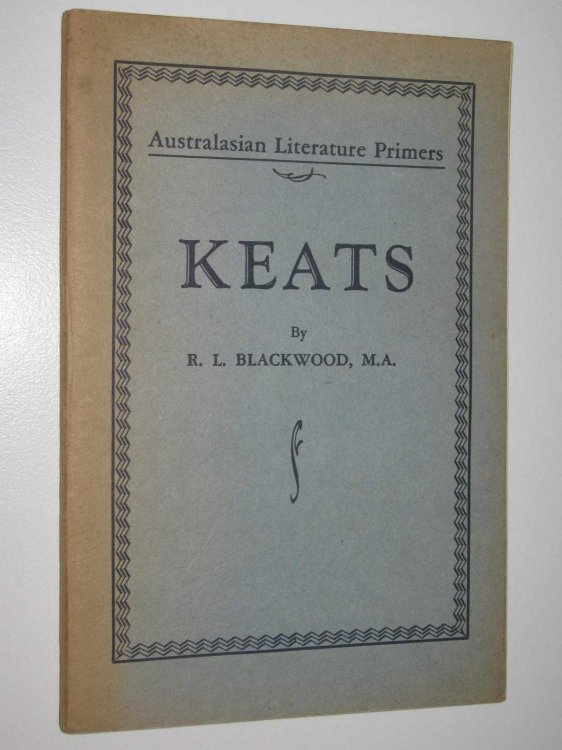 Australasian Literature Primers
KEATS
By
R. L. BLACKWOOD, M.A.